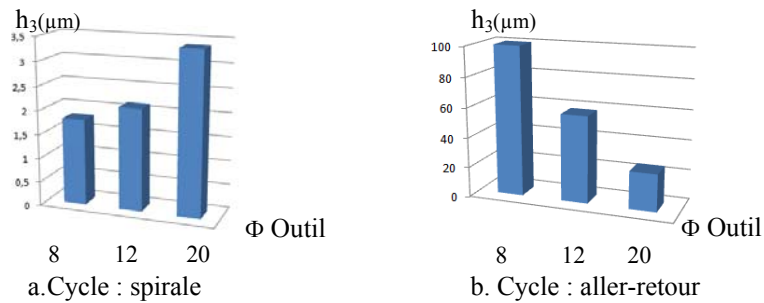 h3(µm)
3,5
3
2,5
2
1,5
1
0,5
0
8 12 20
Φ Outil
a.Cycle : spirale
h3(µm)
100
80
60
40
20
0
8 12 20
Φ Outil
b. Cycle : aller-retour